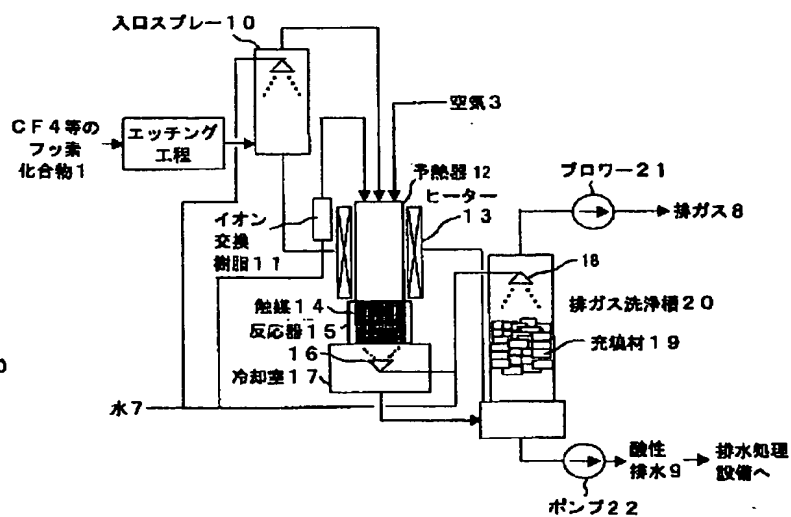 入口スプレー10
空気3
CF4等の
フッ素
化合物1
エッチング
工程
予熱器12
ヒーター
13
ブロワー21
排ガス8
イオン
交換
樹脂11
18
排ガス洗浄槽20
触媒14
反応器15
充填材19
16
冷却室17
水7
酸性
排水9
排水処理
設備へ
ポンプ22